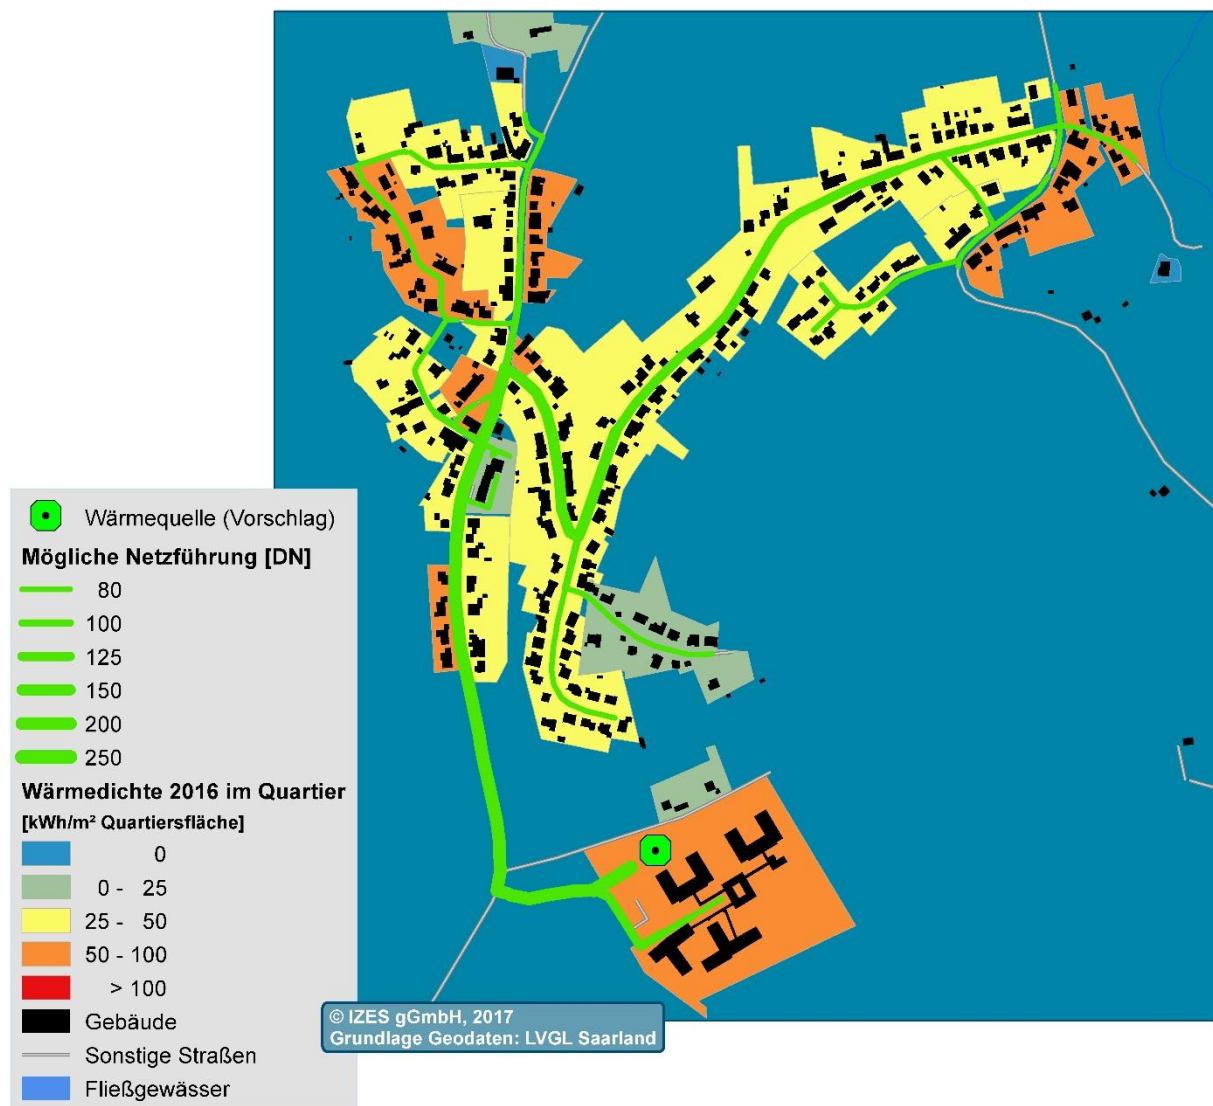 Wärmequelle (Vorschlag)
Mögliche Netzführung [DN]
80
100
125
150
200
250
Wärmedichte 2016 im Quartier
[kWh/m² Quartiersfläche]
0
0 - 25
25 - 50
50 - 100
> 100
Gebäude
Sonstige Straßen
Fließgewässer
© IZES gGmbH, 2017
Grundlage Geodaten: LVGL Saarland